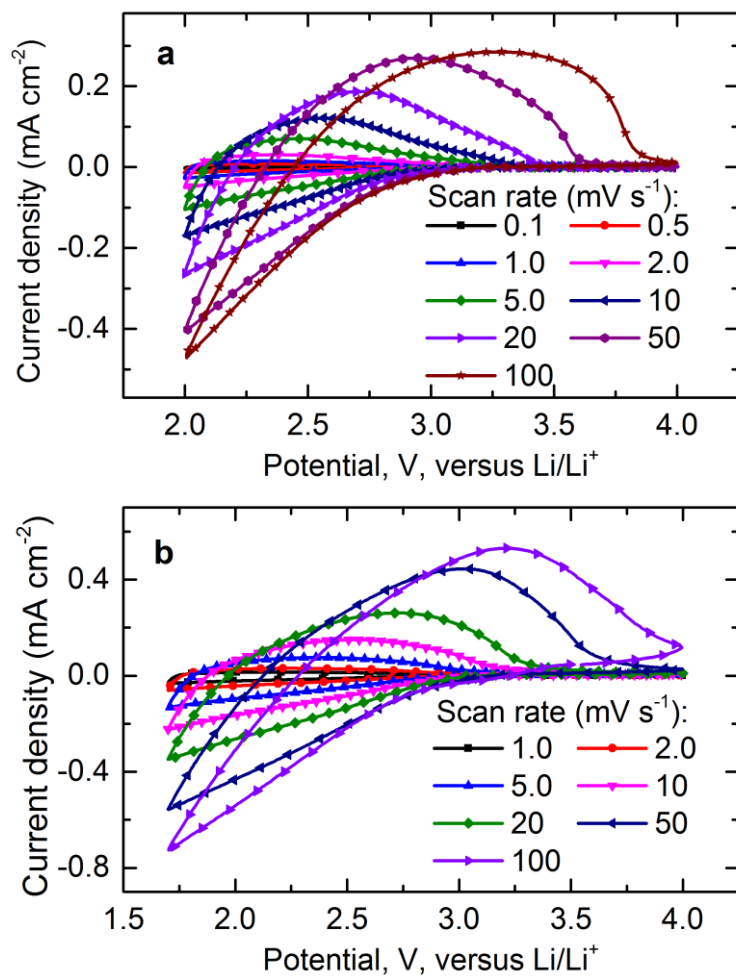 a
0.2
0.0
-0.2
-0.4
Current density (mA cm⁻²)
Scan rate (mV s⁻¹):
0.1 0.5
1.0 2.0
5.0 10
20 50
100
2.0 2.5 3.0 3.5 4.0
Potential, V, versus Li/Li⁺
b
0.4
0.0
-0.4
-0.8
Current density (mA cm⁻²)
Scan rate (mV s⁻¹):
1.0 2.0
5.0 10
20 50
100
1.5 2.0 2.5 3.0 3.5 4.0
Potential, V, versus Li/Li⁺